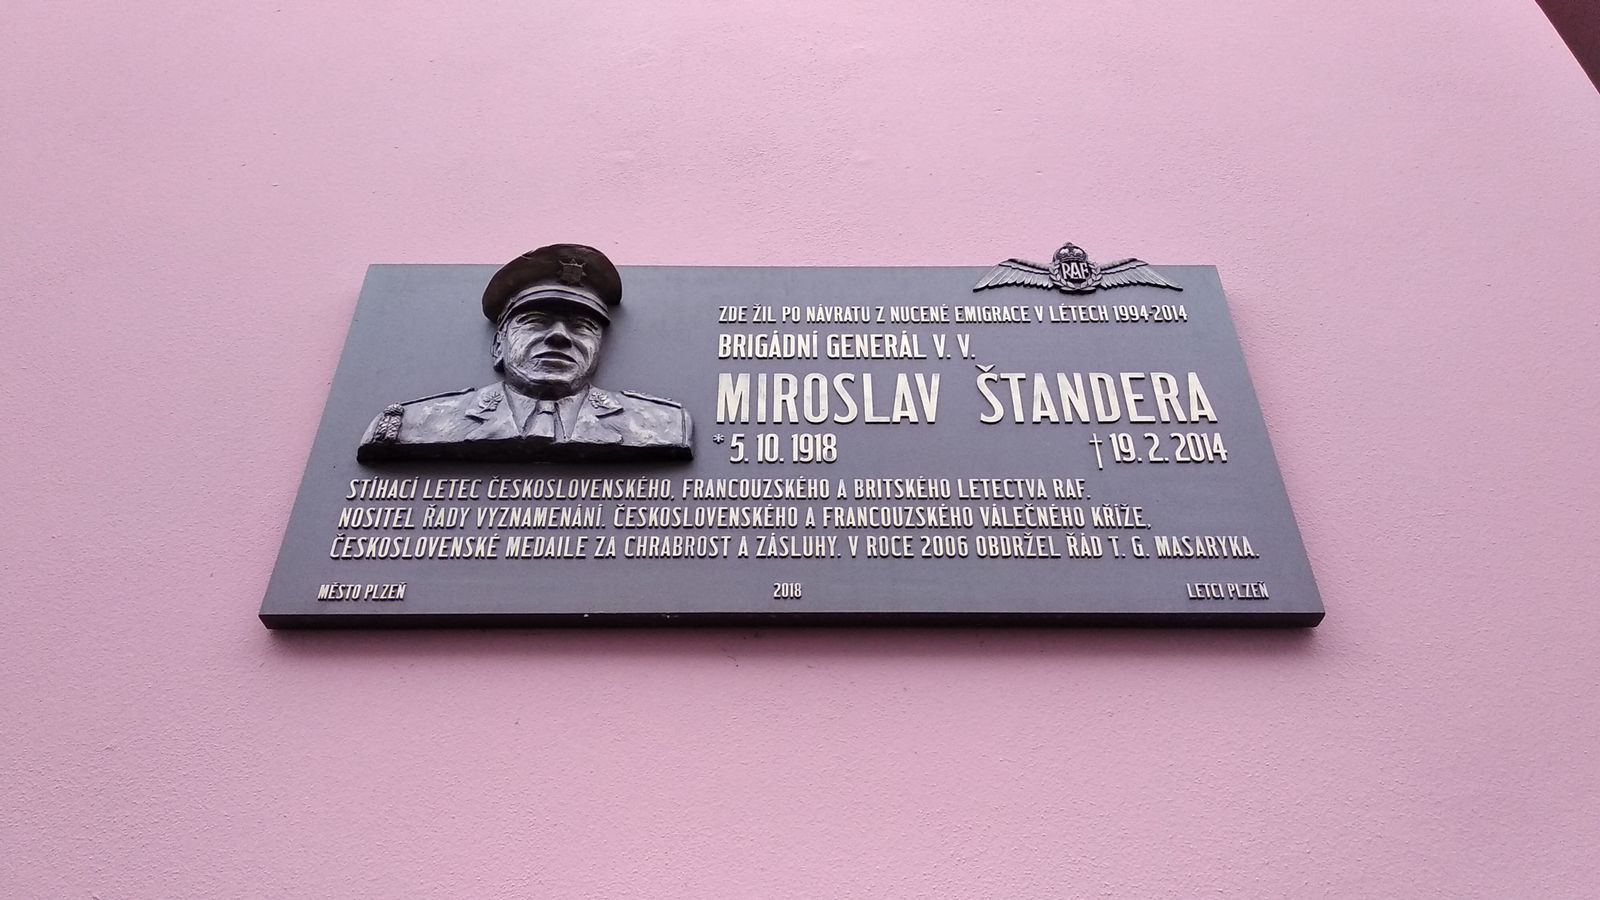 RAF
ZDE ŽIL PO NÁVRATU Z NUCENÉ EMIGRACE V LÉTECH 1994-2014
BRIGÁDNÍ GENERÁL V. V.
MIROSLAV ŠTANDERA
* 5. 10. 1918 † 19. 2. 2014
STÍHACÍ LETEC ČESKOSLOVENSKÉHO, FRANCOUZSKÉHO A BRITSKÉHO LETECTVA RAF.
NOSITEL ŘADY VYZNAMENÁNÍ. ČESKOSLOVENSKÉHO A FRANCOUZSKÉHO VÁLEČNÉHO KŘÍŽE,
ČESKOSLOVENSKÉ MEDAILE ZA CHRABROST A ZÁSLUHY. V ROCE 2006 OBDRŽEL ŘÁD T. G. MASARYKA.
MĚSTO PLZEŇ 2018 LETCI PLZEŇ